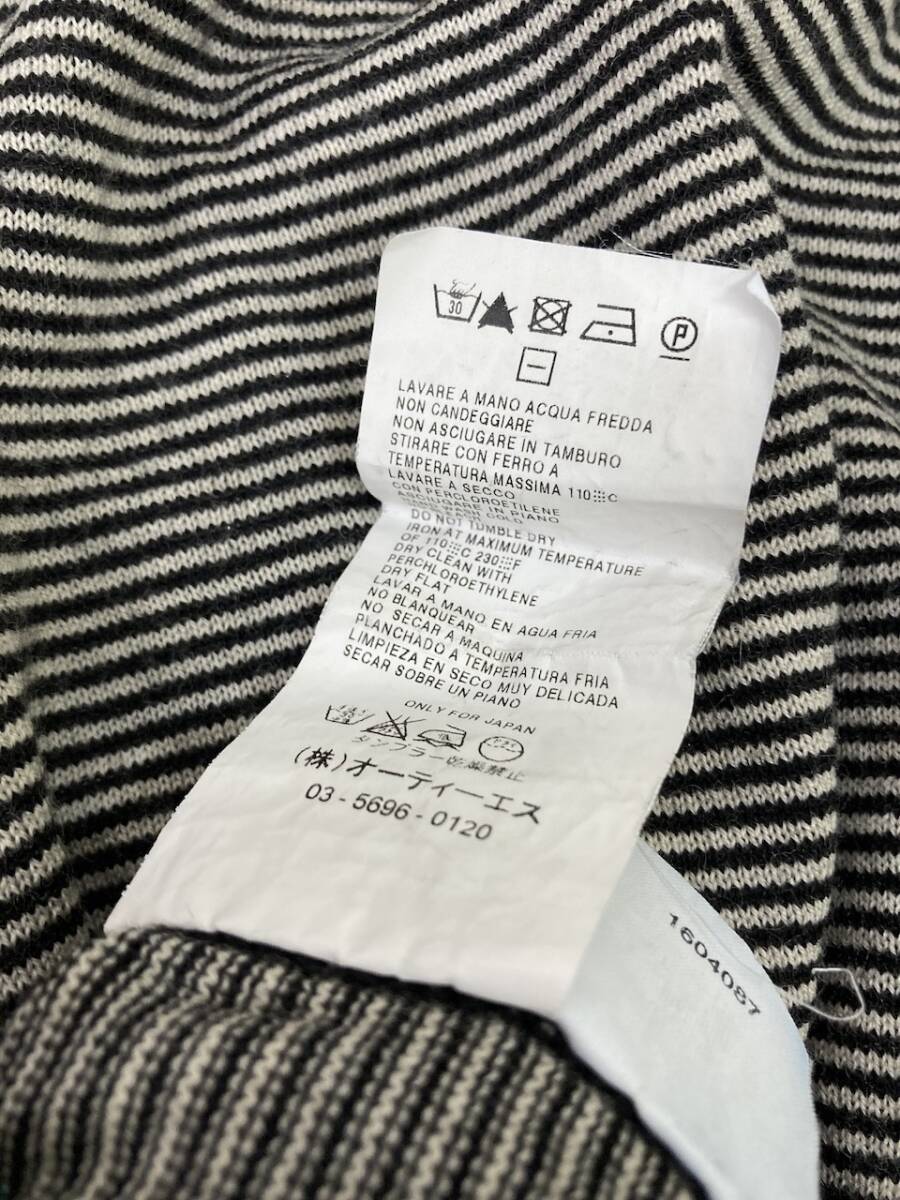 30
P
LAVARE A MANO ACQUA FREDDA
NON CANDEGGIARE
NON ASCIUGARE IN TAMBURO
STIRARE CON FERRO A
TEMPERATURA MASSIMA 110 C
LAVARE A SECCO
CON PERCLOROETILENE
ASCIUGARE IN PIANO
COLD
DO NOT TUMBLE DRY
IRON AT MAXIMUM TEMPERATURE
OF 110 C 230 F
DRY CLEAN WITH
PERCHLOROETHYLENE
DRY FLAT
LAVAR A MANO EN AGUA FRIA
NO BLANQUEAR
NO SECAR A MAQUINA
PLANCHADO A TEMPERATURA FRIA
LIMPIEZA EN SECO MUY DELICADA
SECAR SOBRE UN PIANO
ONLY FOR JAPAN
タンブラー乾燥禁止
(株)オーティーエス
03-5696-0120
1604087